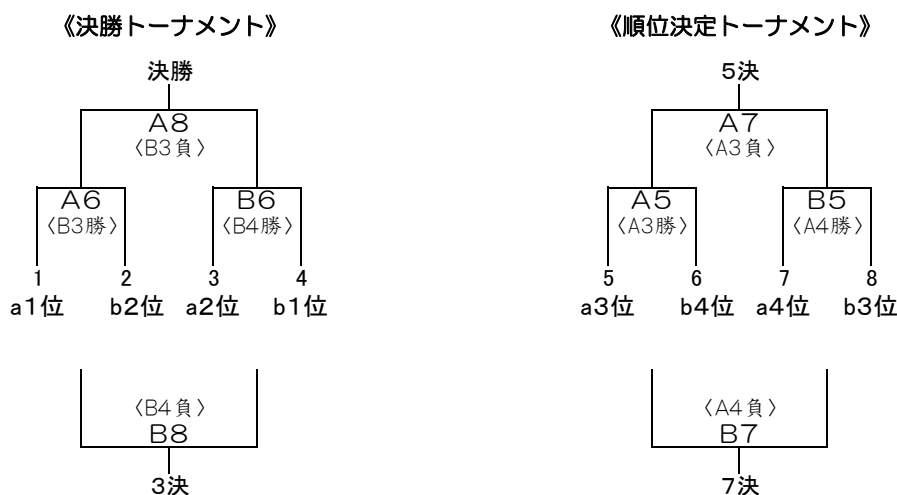 《決勝トーナメント》
決勝
A8
〈B3負〉
A6
〈B3勝〉
B6
〈B4勝〉
1 2 3 4
a1位 b2位 a2位 b1位
〈B4負〉
B8
3決
《順位決定トーナメント》
5決
A7
〈A3負〉
A5
〈A3勝〉
B5
〈A4勝〉
5 6 7 8
a3位 b4位 a4位 b3位
〈A4負〉
B7
7決